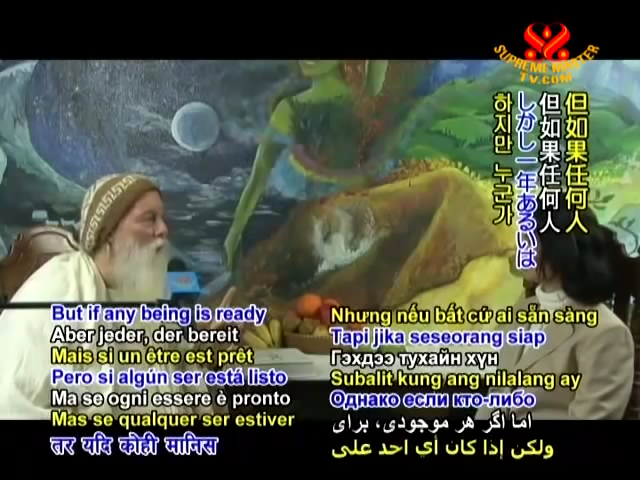 SUPREME MASTER
TV.COM
但如果任何人
但如果任何人
しかし一年あるいは
하지만 누군가
But if any being is ready
Aber jeder, der bereit
Mais si un être est prêt
Pero si algún ser está listo
Ma se ogni essere è pronto
Mas se qualquer ser estiver
तर यदि कोही मानिस
Nhưng nếu bất cứ ai sẵn sàng
Tapi jika seseorang siap
Гэхдээ тухайн хүн
Subalit kung ang nilalang ay
Однако если кто-либо
اما اگر هر موجودی، برای
ولكن إذا كان أي أحد على